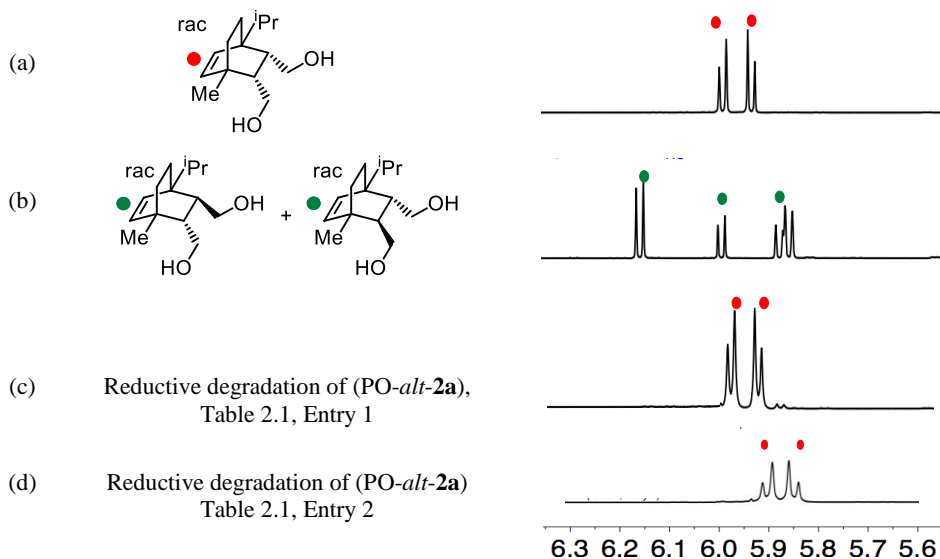 (a)
rac
iPr
OH
Me
HO
(b)
rac
iPr
OH
Me
HO
+
rac
iPr
OH
Me
HO
(c)
Reductive degradation of (PO-alt-2a),
Table 2.1, Entry 1
(d)
Reductive degradation of (PO-alt-2a)
Table 2.1, Entry 2
6.3 6.2 6.1 6.0 5.9 5.8 5.7 5.6